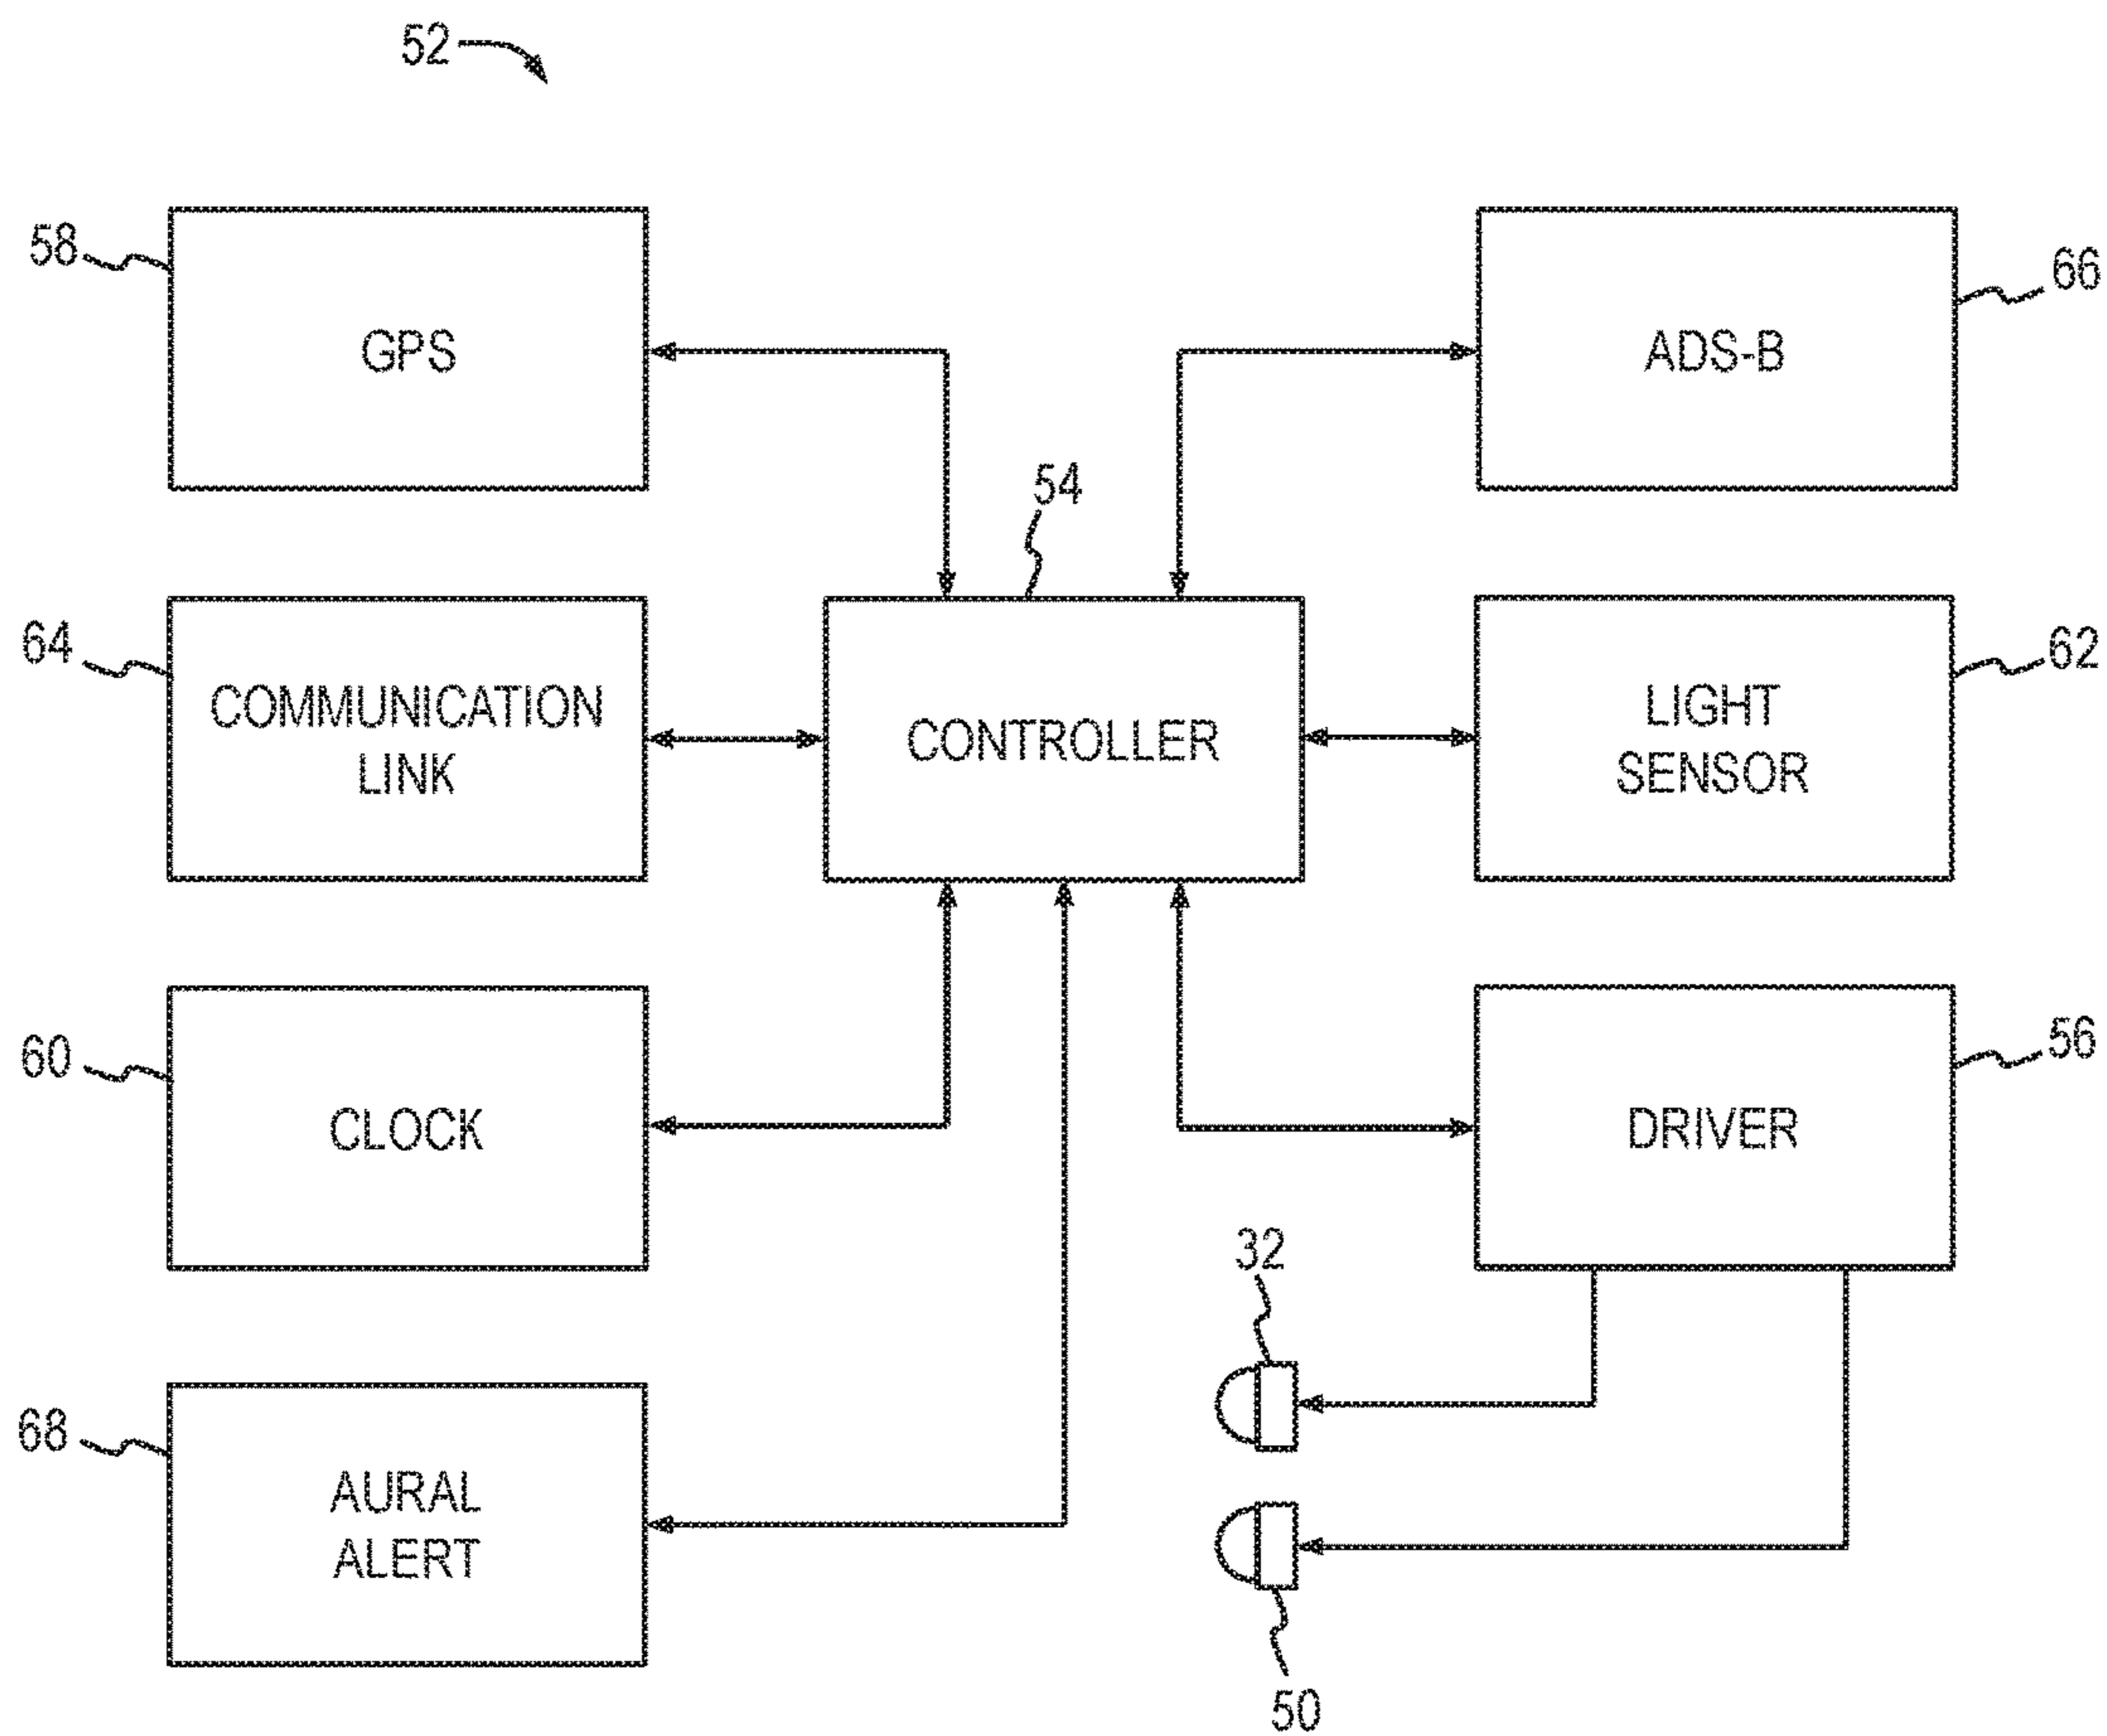 52
58
GPS
ADS-B
66
54
64
COMMUNICATION
LINK
CONTROLLER
LIGHT
SENSOR
62
60
CLOCK
DRIVER
56
32
68
AURAL
ALERT
50